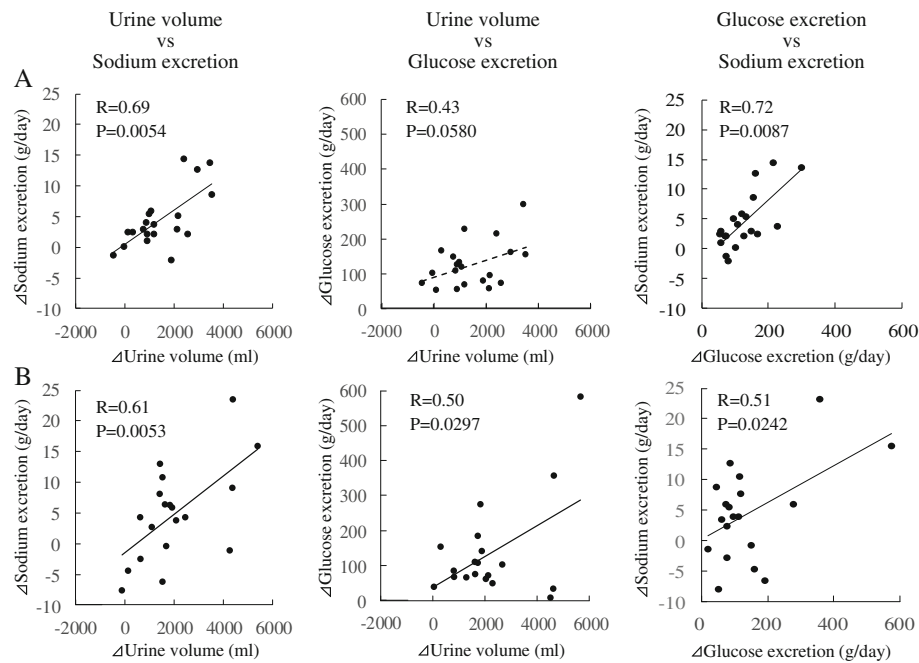 Urine volume
vs
Sodium excretion
Urine volume
vs
Glucose excretion
Glucose excretion
vs
Sodium excretion
A
⊿Sodium excretion (g/day)
25
20
15
10
5
0
-5
-10
R=0.69
P=0.0054
-2000 0 2000 4000 6000
⊿Urine volume (ml)
⊿Glucose excretion (g/day)
600
500
400
300
200
100
0
R=0.43
P=0.0580
-2000 0 2000 4000 6000
⊿Urine volume (ml)
⊿Sodium excretion (g/day)
25
20
15
10
5
0
-5
-10
R=0.72
P=0.0087
0 200 400 600
⊿Glucose excretion (g/day)
B
⊿Sodium excretion (g/day)
25
20
15
10
5
0
-5
-10
R=0.61
P=0.0053
-2000 0 2000 4000 6000
⊿Urine volume (ml)
⊿Glucose excretion (g/day)
600
500
400
300
200
100
0
R=0.50
P=0.0297
-2000 0 2000 4000 6000
⊿Urine volume (ml)
⊿Sodium excretion (g/day)
25
20
15
10
5
0
-5
-10
R=0.51
P=0.0242
0 200 400 600
⊿Glucose excretion (g/day)